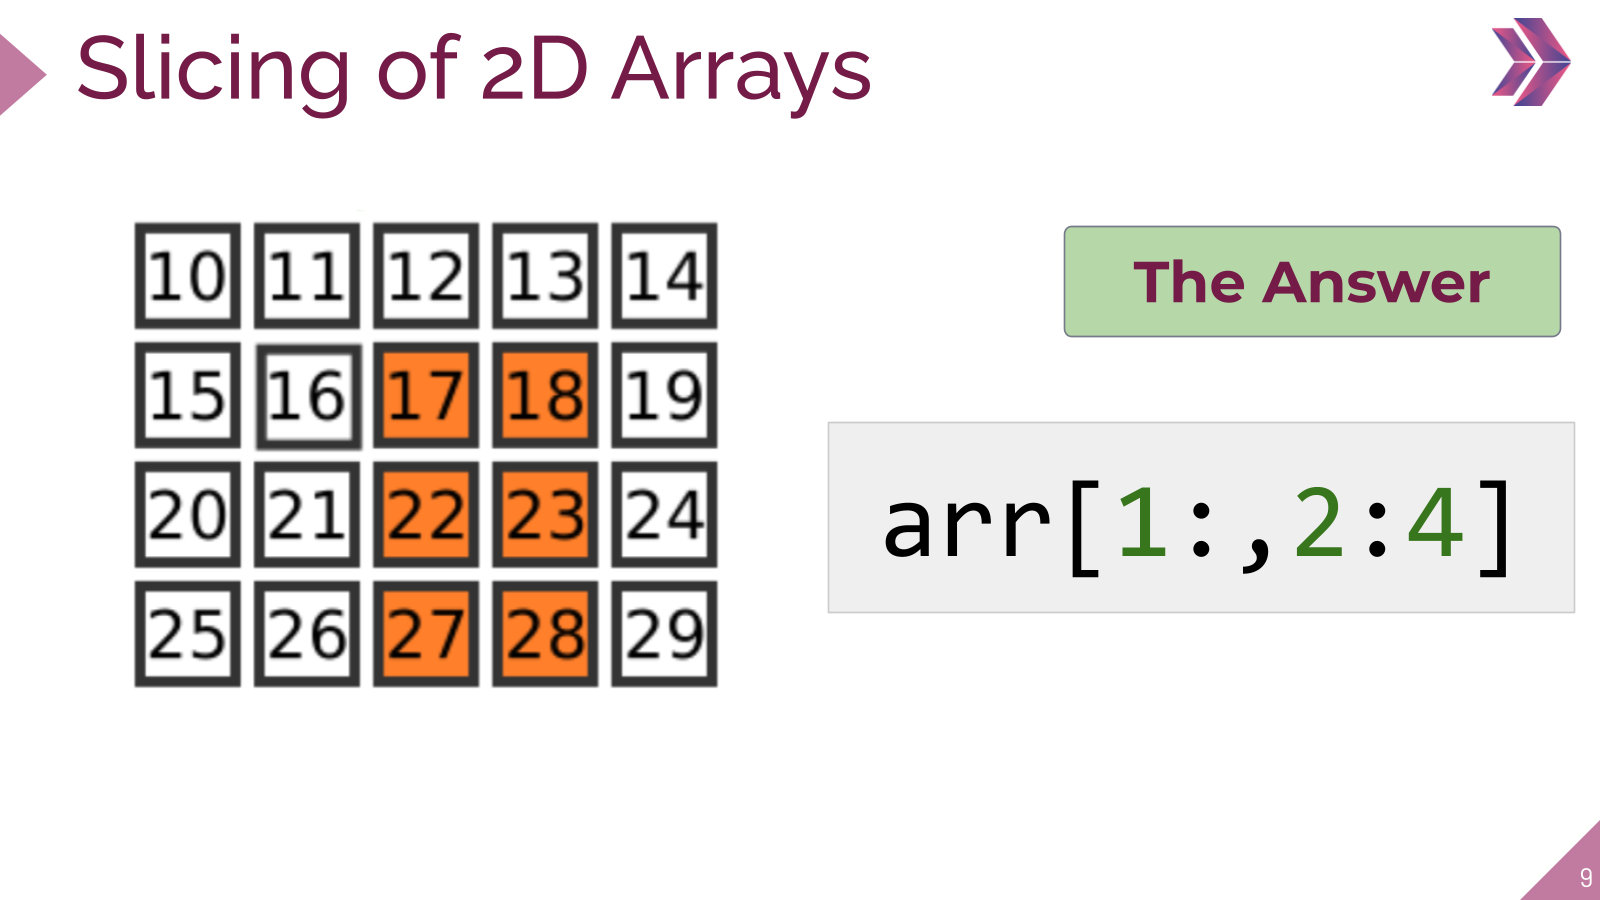 Slicing of 2D Arrays
10 11 12 13 14
15 16 17 18 19
20 21 22 23 24
25 26 27 28 29
The Answer
arr[1:,2:4]
9